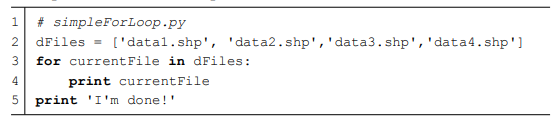 1 # simpleForLoop.py
2 dFiles = ['data1.shp', 'data2.shp','data3.shp','data4.shp']
3 for currentFile in dFiles:
4     print currentFile
5 print 'I'm done!'